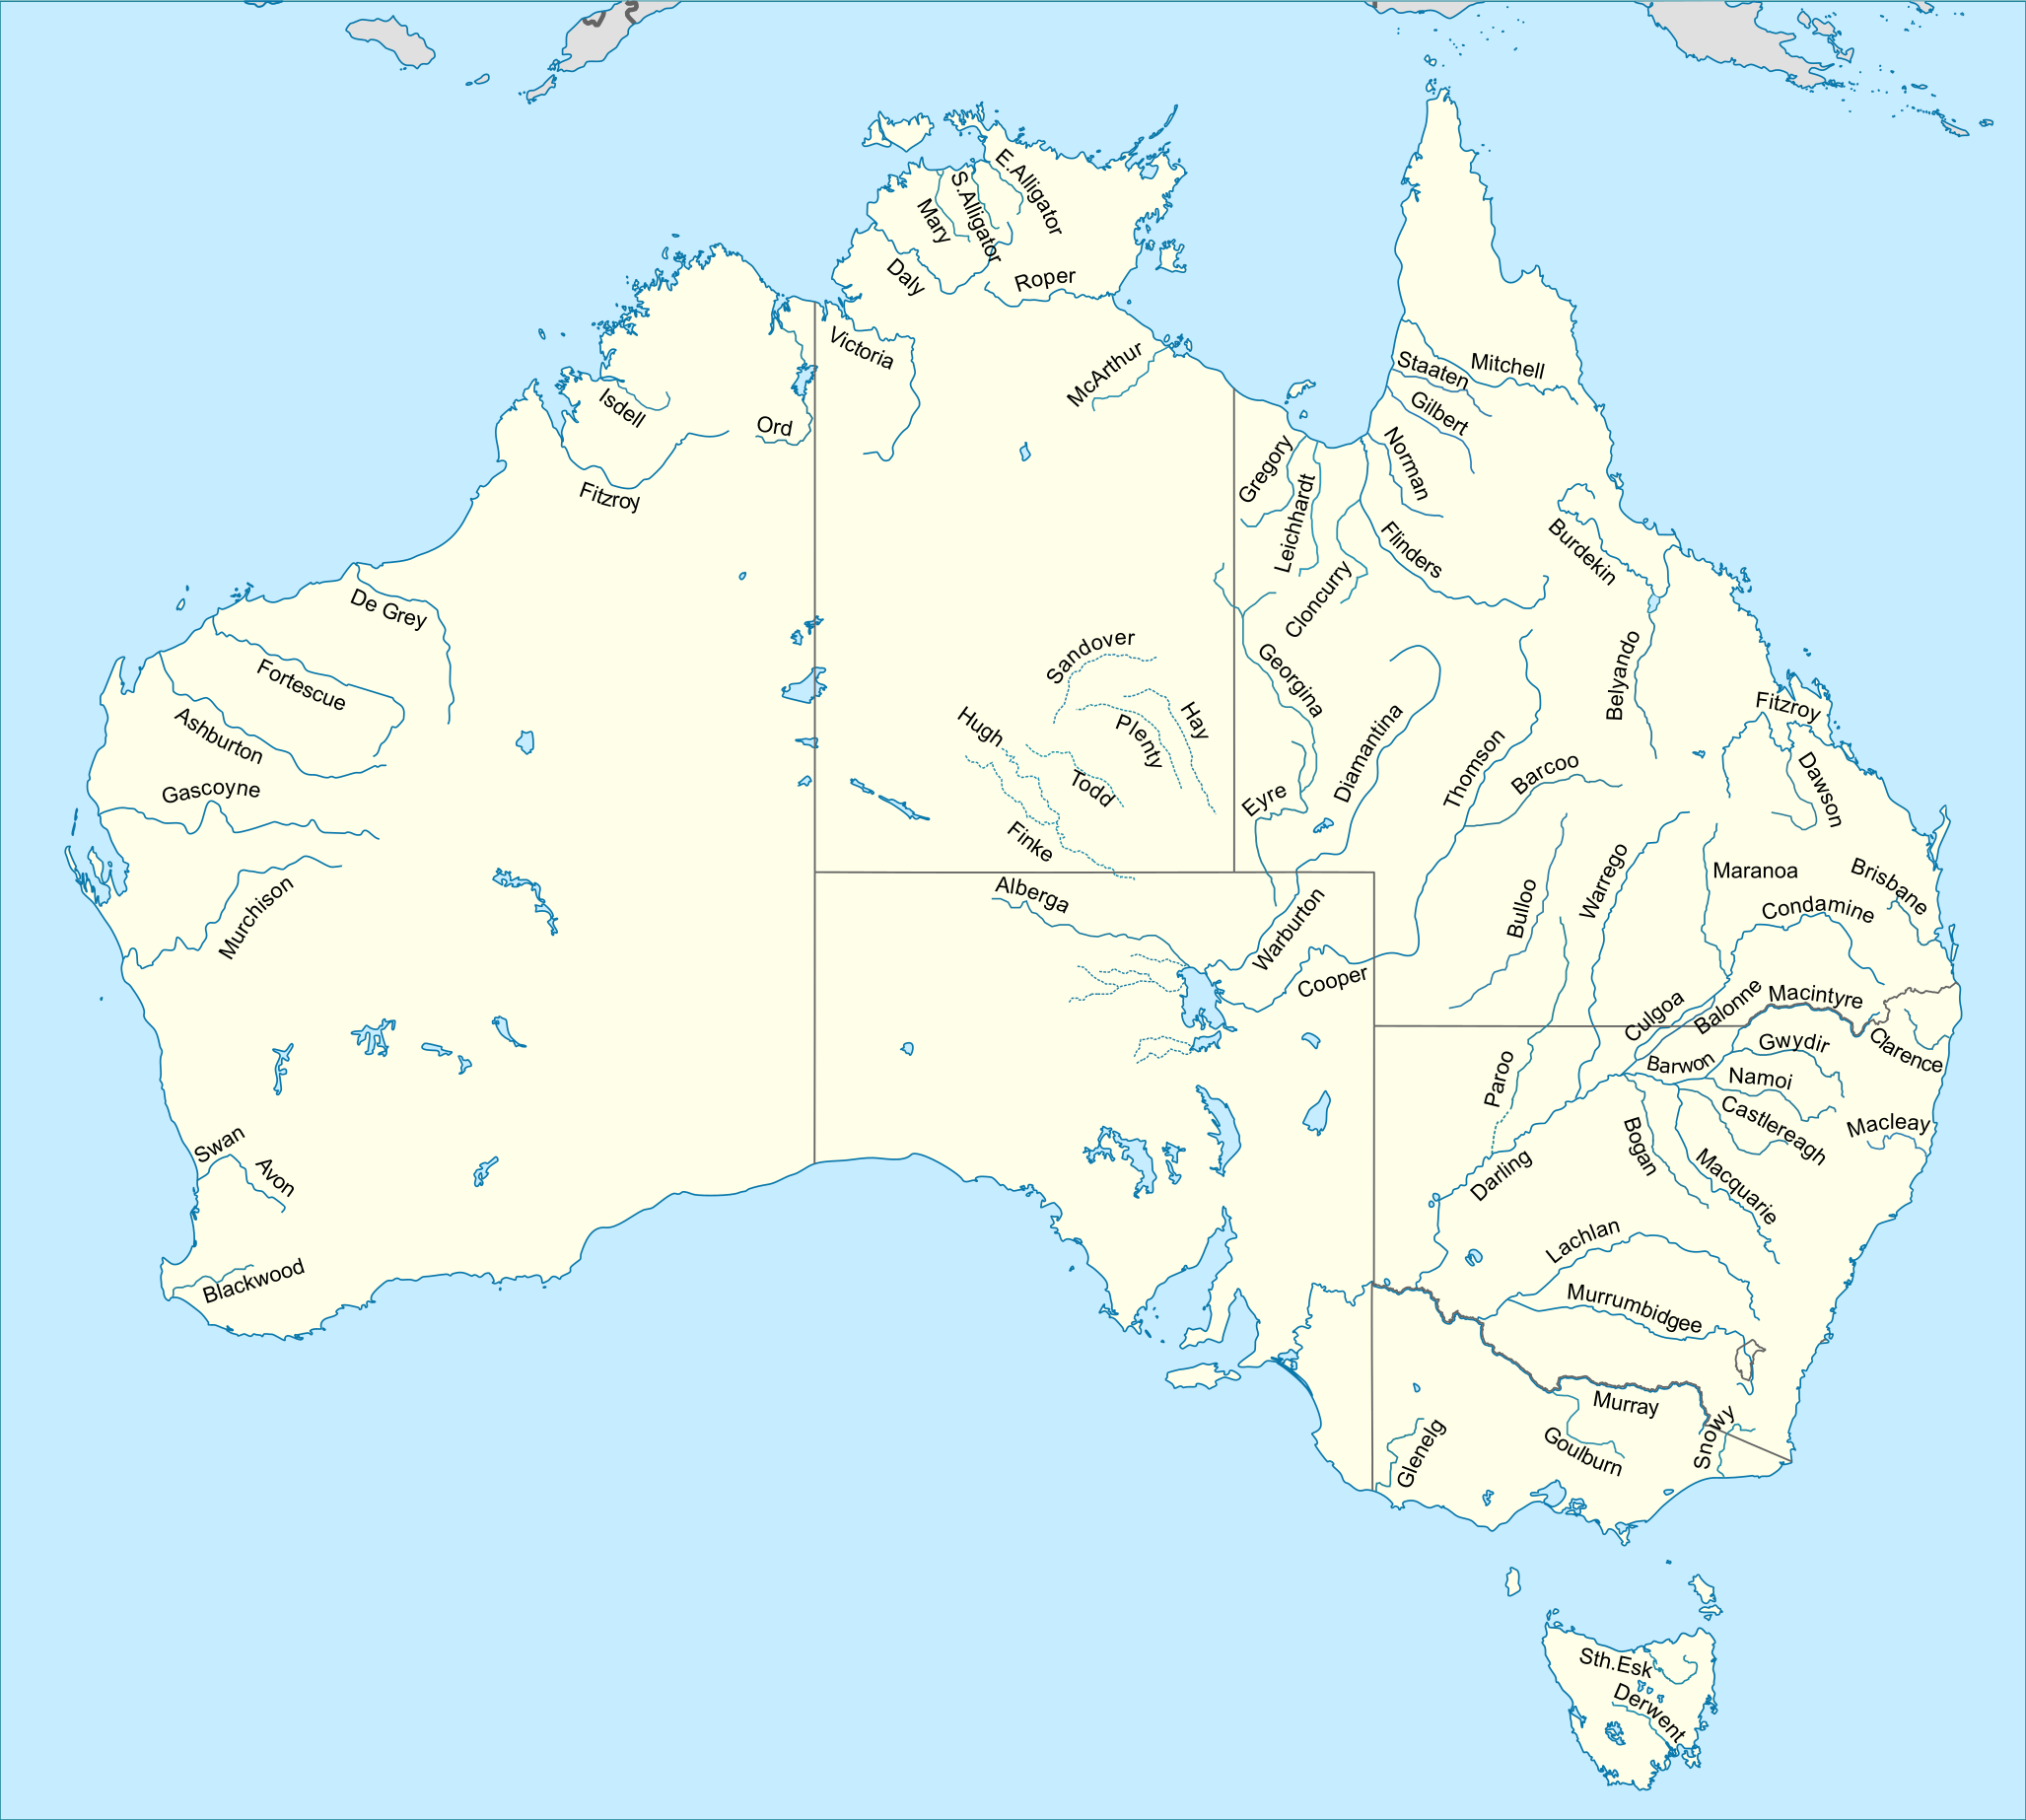 E.Alligator
S.Alligator
Mary
Daly
Roper
Victoria
McArthur
Isdell
Ord
Fitzroy
Mitchell
Staaten
Gilbert
Norman
Gregory
Leichhardt
Flinders
Cloncurry
Burdekin
De Grey
Fortescue
Ashburton
Gascoyne
Murchison
Sandover
Hay
Plenty
Hugh
Todd
Finke
Georgina
Belyando
Fitzroy
Diamantina
Thomson
Barcoo
Dawson
Eyre
Alberga
Warburton
Cooper
Bulloo
Warrego
Maranoa
Brisbane
Condamine
Culgoa
Balonne
Macintyre
Clarence
Gwydir
Barwon
Namoi
Castlereagh
Macleay
Paroo
Bogan
Macquarie
Darling
Swan
Avon
Blackwood
Lachlan
Murrumbidgee
Murray
Snowy
Goulburn
Glenelg
Sth.Esk
Derwent